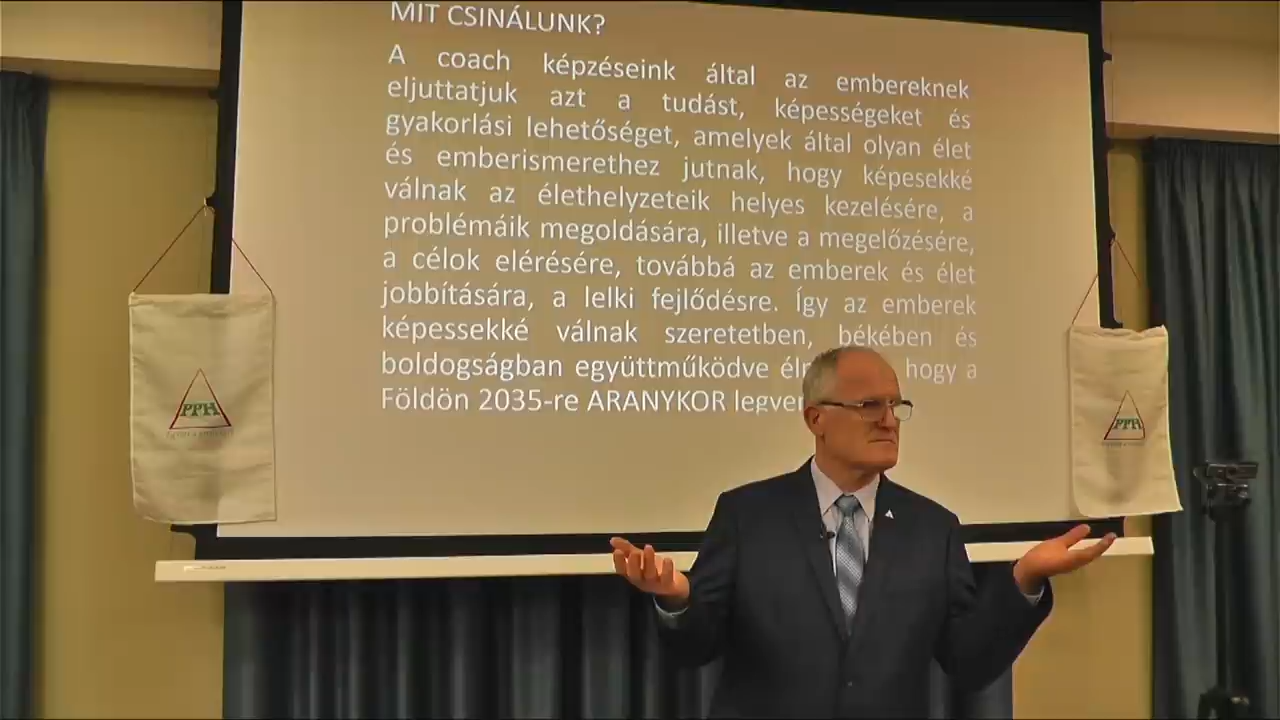 MIT CSINÁLUNK?
A coach képzéseink által az embereknek
eljuttatjuk azt a tudást, képességeket és
gyakorlási lehetőséget, amelyek által olyan élet
és emberismerethez jutnak, hogy képesekké
válnak az élethelyzeteik helyes kezelésére, a
problémáik megoldására, illetve a megelőzésére,
a célok elérésére, továbbá az emberek és élet
jobbítására, a lelki fejlődésre. Így az emberek
képessekké válnak szeretetben, békében és
boldogságban együttműködve hogy a
Földön 2035-re ARANYKOR
PPH
PPH